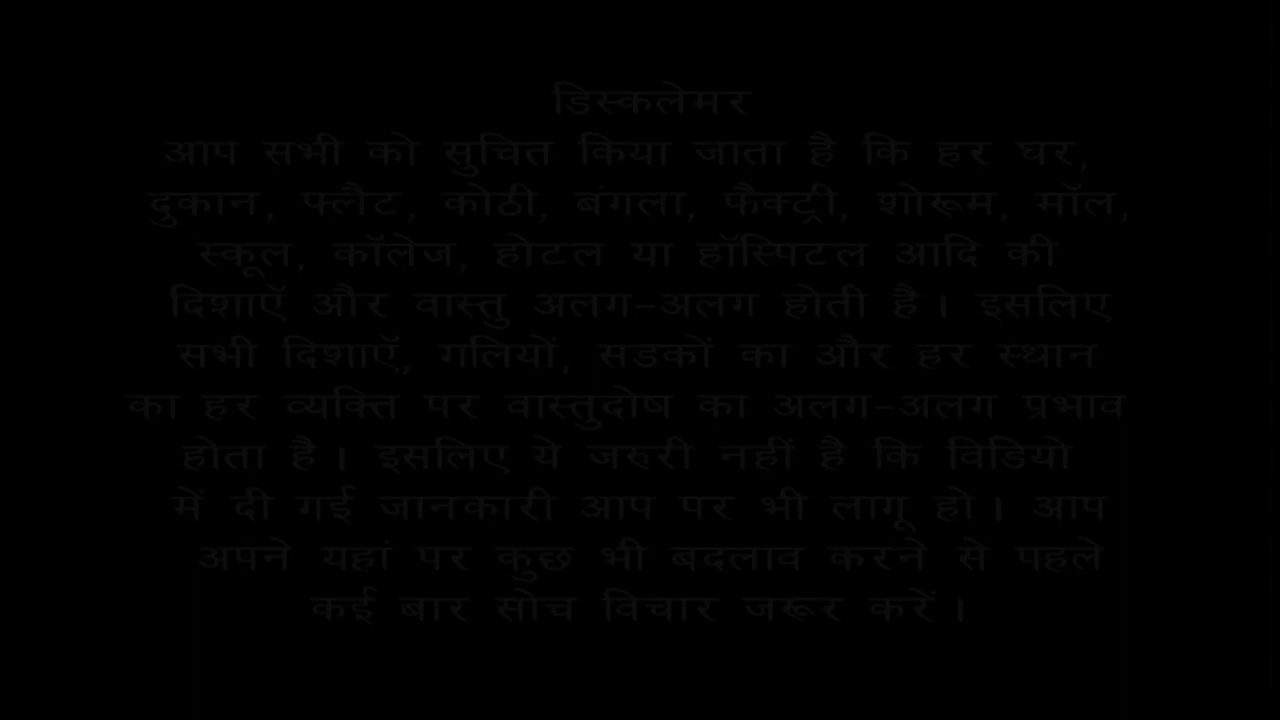 डिस्कलेमर
आप सभी को सुचित किया जाता है कि हर घर,
दुकान, फ्लैट, कोठी, बंगला, फैक्ट्री, शोरूम, मॉल,
स्कूल, कॉलेज, होटल या हॉस्पिटल आदि की
दिशाऍ और वास्तु अलग–अलग होती है। इसलिए
सभी दिशाऍ, गलियों, सडकों का और हर स्थान
का हर व्यक्ति पर वास्तुदोष का अलग–अलग प्रभाव
होता है। इसलिए ये जरुरी नहीं है कि विडियो
में दी गई जानकारी आप पर भी लागू हो। आप
अपने यहां पर कुछ भी बदलाव करने से पहले
कई बार सोच विचार जरूर करें।